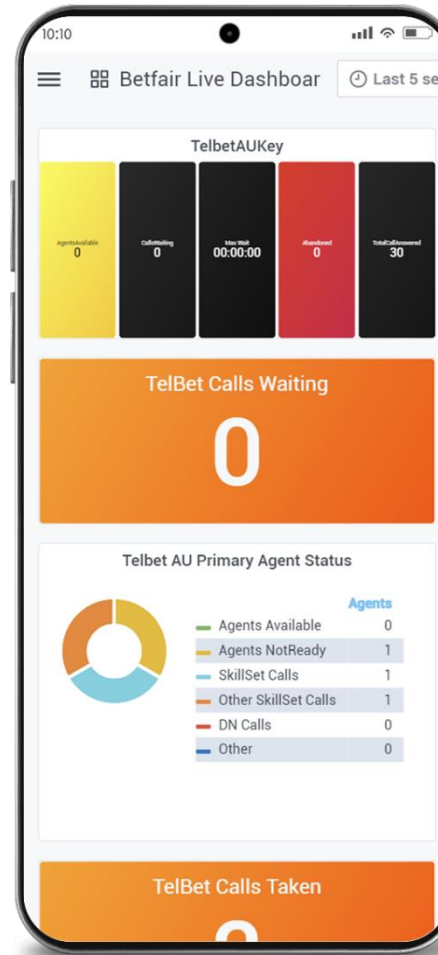 10:10
Betfair Live Dashboar
Last 5 se
TelbetAUKey
AgentsAvailable
0
CallsWaiting
0
Max Wait
00:00:00
Abandoned
0
TotalCallAnswered
30
TelBet Calls Waiting
0
Telbet AU Primary Agent Status
Agents
Agents Available 0
Agents NotReady 1
SkillSet Calls 1
Other SkillSet Calls 1
DN Calls 0
Other 0
TelBet Calls Taken